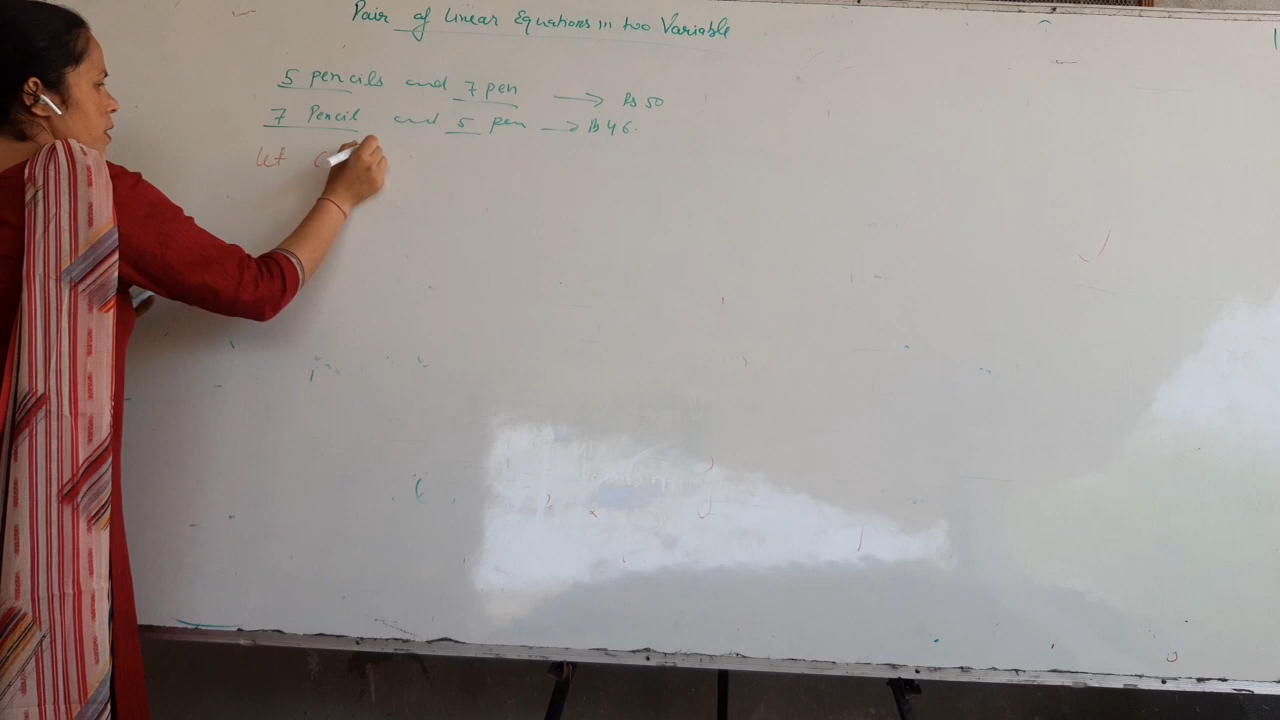 Pair of Linear Equations in two Variable
5 pencils and 7 pen → Rs 50
7 Pencil and 5 pen → Rs 46.
let